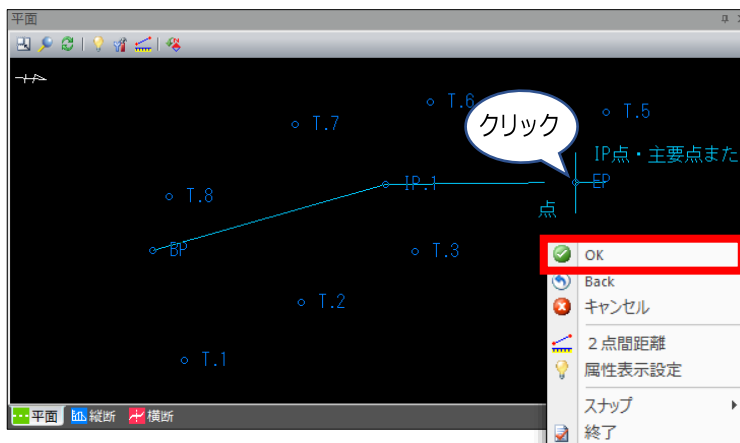 平面
T.6
T.7
T.5
クリック
IP点・主要点また
EP
IP.1
T.8
点
BP
T.3
OK
Back
キャンセル
T.2
2点間距離
T.1
属性表示設定
スナップ
終了
平面 縦断 横断